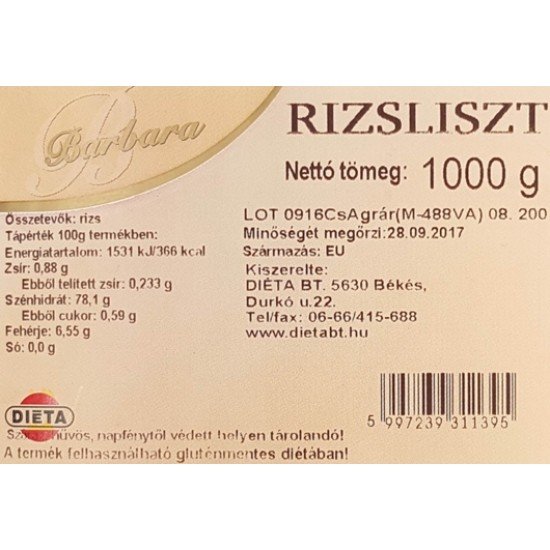 B
Barbara
RIZSLISZT
Nettó tömeg: 1000 g
Összetevők: rizs
Tápérték 100g termékben:
Energiatartalom: 1531 kJ/366 kcal
Zsír: 0,88 g
Ebből telített zsír: 0,233 g
Szénhidrát: 78,1 g
Ebből cukor: 0,59 g
Fehérje: 6,55 g
Só: 0,0 g
LOT 0916CsAgrár(M-488VA) 08. 200
Minőségét megőrzi:28.09.2017
Származás: EU
Kiszerelte:
DIÉTA BT. 5630 Békés,
Durkó u.22.
Tel/fax: 06-66/415-688
www.dietabt.hu
5 997239 311395
DIÉTA
hűvös, napfénytől védett helyen tárolandó!
A termék felhasználható gluténmentes diétában!